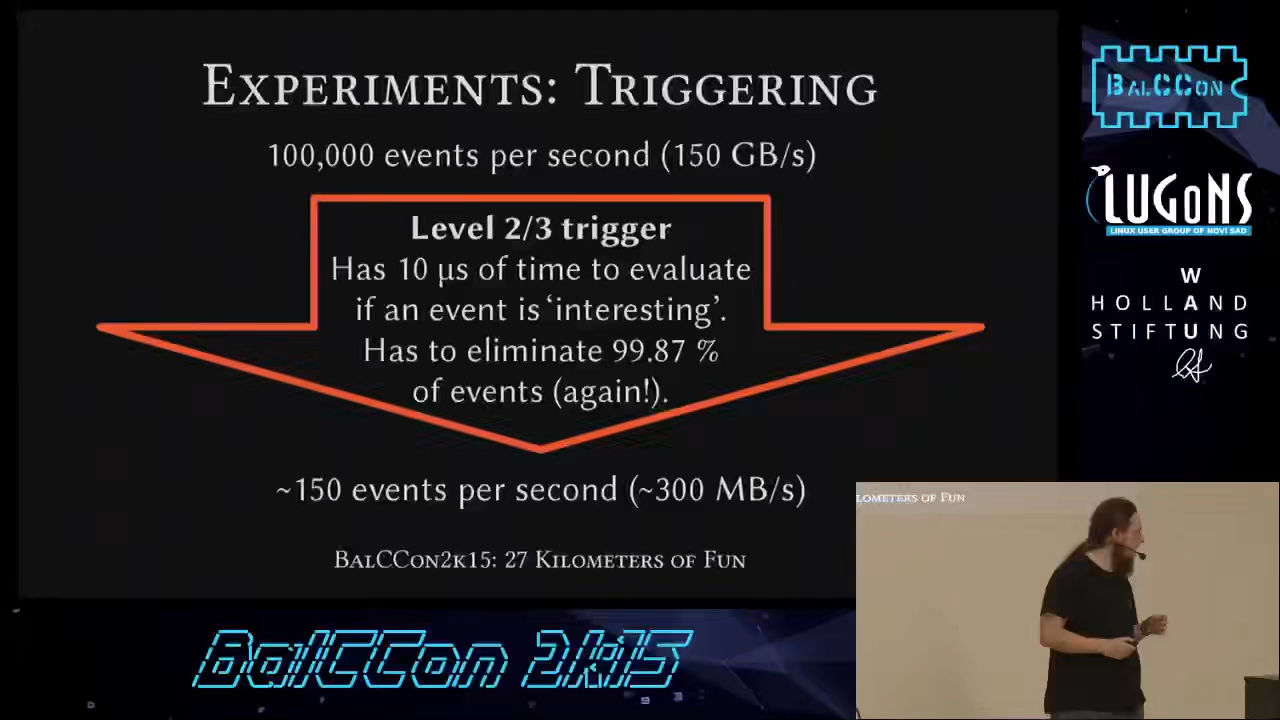 EXPERIMENTS: TRIGGERING
100,000 events per second (150 GB/s)
Level 2/3 trigger
Has 10 μs of time to evaluate
if an event is ‘interesting’.
Has to eliminate 99.87 %
of events (again!).
~150 events per second (~300 MB/s)
BALCCON2K15: 27 KILOMETERS OF FUN
BALCCON
LUGONS
LINUX USER GROUP OF NOVI SAD
W
HOLLAND
STIFTUNG
LOMETERS OF FUN
BalCCon 2k15